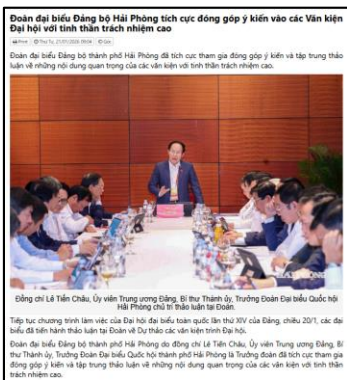 Đoàn đại biểu Đảng bộ Hải Phòng tích cực đóng góp ý kiến vào các Văn kiện
Đại hội với tinh thần trách nhiệm cao
Print
Thứ Tư, 21/01/2026
Gửi
Đoàn đại biểu Đảng bộ thành phố Hải Phòng đã tích cực tham gia đóng góp ý kiến và tập trung thảo
luận về những nội dung quan trọng của các văn kiện với tinh thần trách nhiệm cao.
Đồng chí Lê Tiến Châu, Ủy viên Trung ương Đảng, Bí thư Thành ủy, Trưởng Đoàn Đại biểu Quốc hội
Hải Phòng chủ trì thảo luận tại Đoàn.
Tiếp tục chương trình làm việc của Đại hội đại biểu toàn quốc lần thứ XIV của Đảng, chiều 20/1, các đại
biểu đã tiến hành thảo luận tại Đoàn về Dự thảo các văn kiện trình Đại hội.
Đoàn đại biểu Đảng bộ thành phố Hải Phòng do đồng chí Lê Tiến Châu, Ủy viên Trung ương Đảng, Bí
thư Thành ủy, Trưởng Đoàn Đại biểu Quốc hội thành phố Hải Phòng là Trưởng đoàn đã tích cực tham gia
đóng góp ý kiến và tập trung thảo luận về những nội dung quan trọng của các văn kiện với tinh thần
trách nhiệm cao.